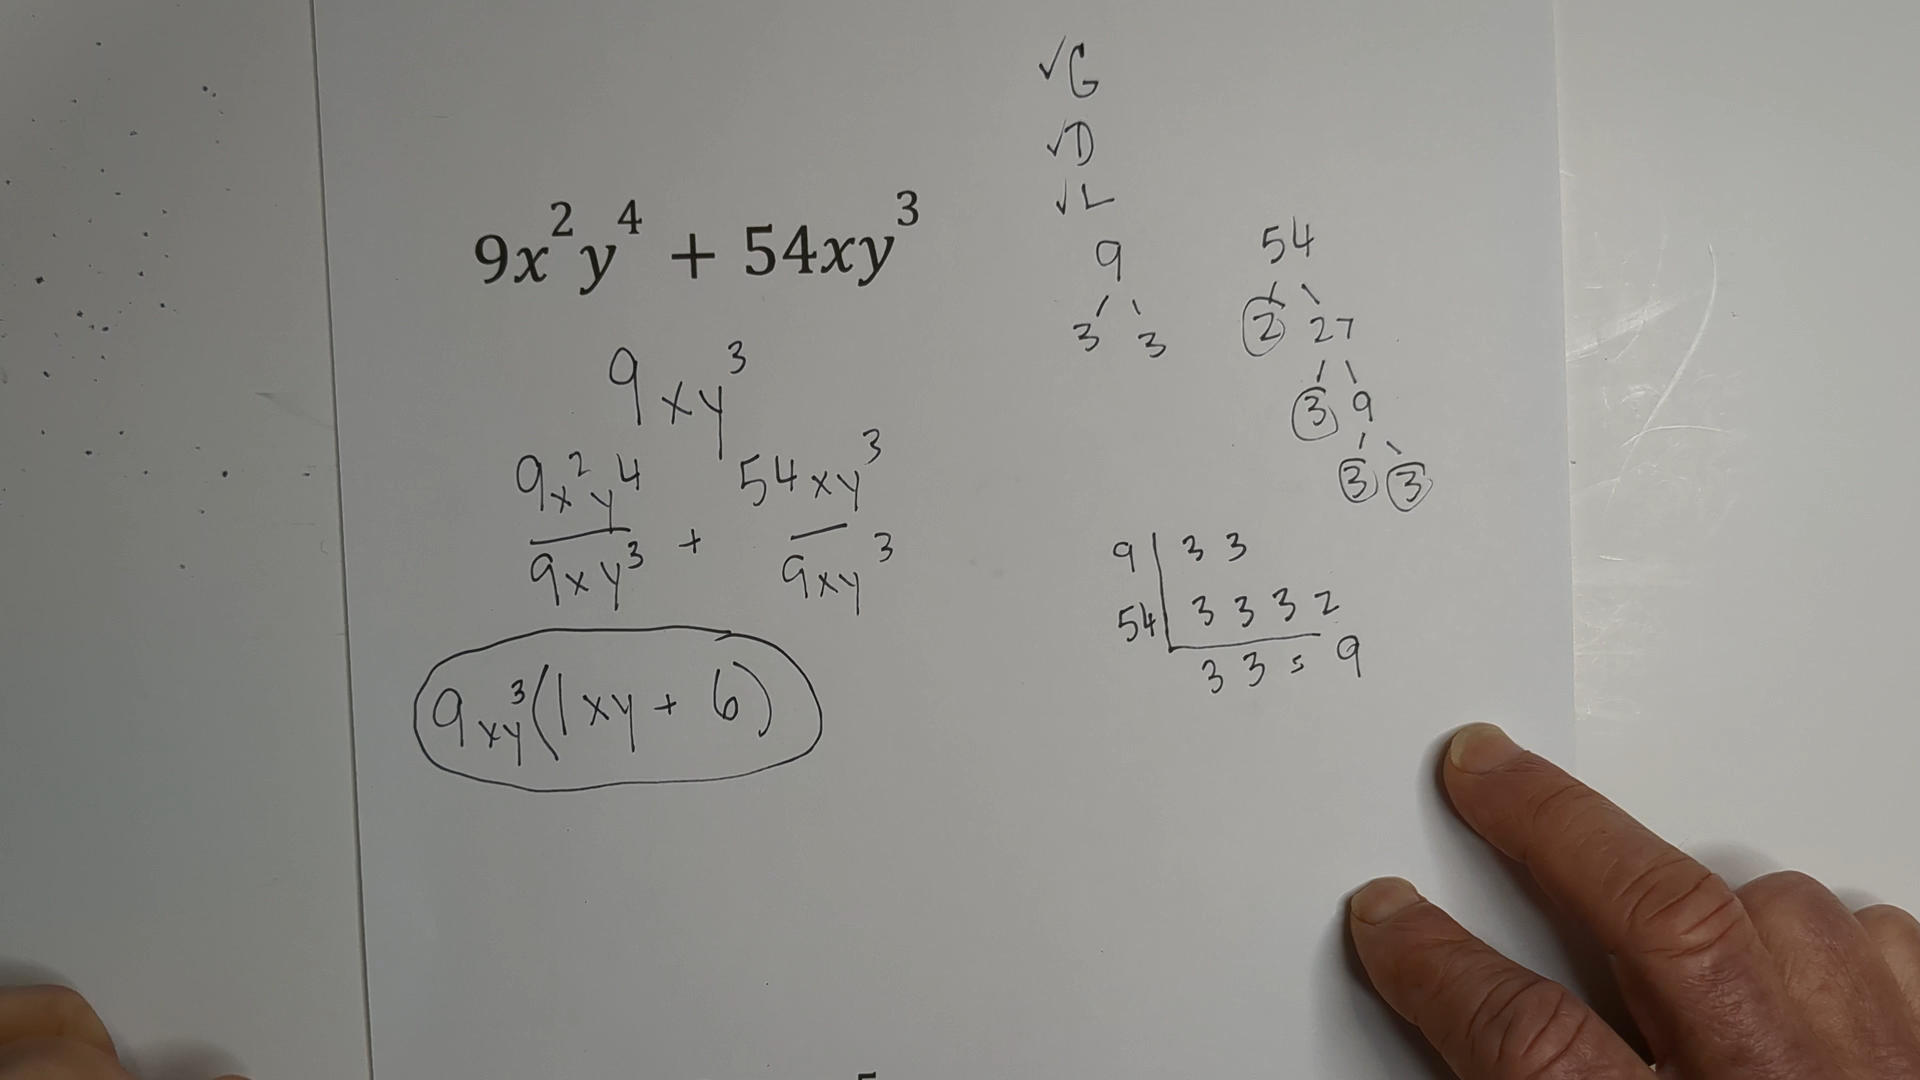 √G
√D
√L
9x²y⁴ + 54xy³
9xy³
9x²y⁴ + 54xy³
9xy³ 9xy³
9xy³(1xy + 6)
9 54
3 3 2 27
3 9
3 3
9 | 3 3
54 | 3 3 3 2
3 3 = 9